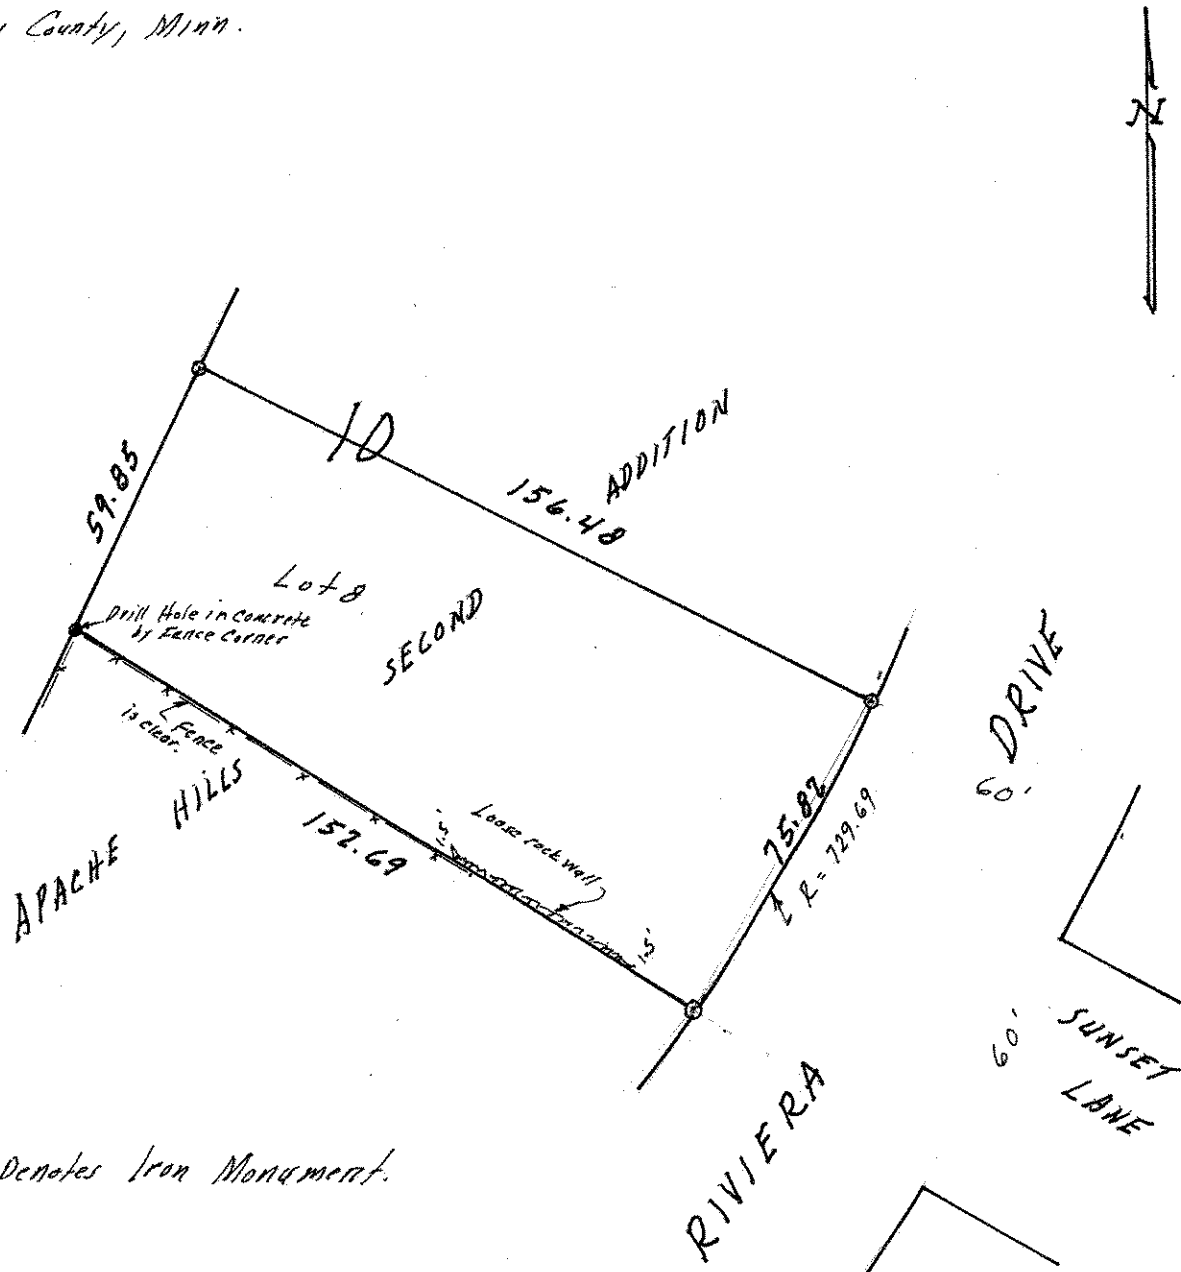 County, Minn.
N
10
ADDITION
156.48
59.85
Lot 8
Drill Hole in Concrete
by Fence Corner
SECOND
Fence
is clear.
DRIVE
60'
HILLS
152.69
Loose rock wall
75.82
R = 729.69
APACHE
1.5'
60'
SUNSET
LANE
RIVIERA
Denotes Iron Monument.